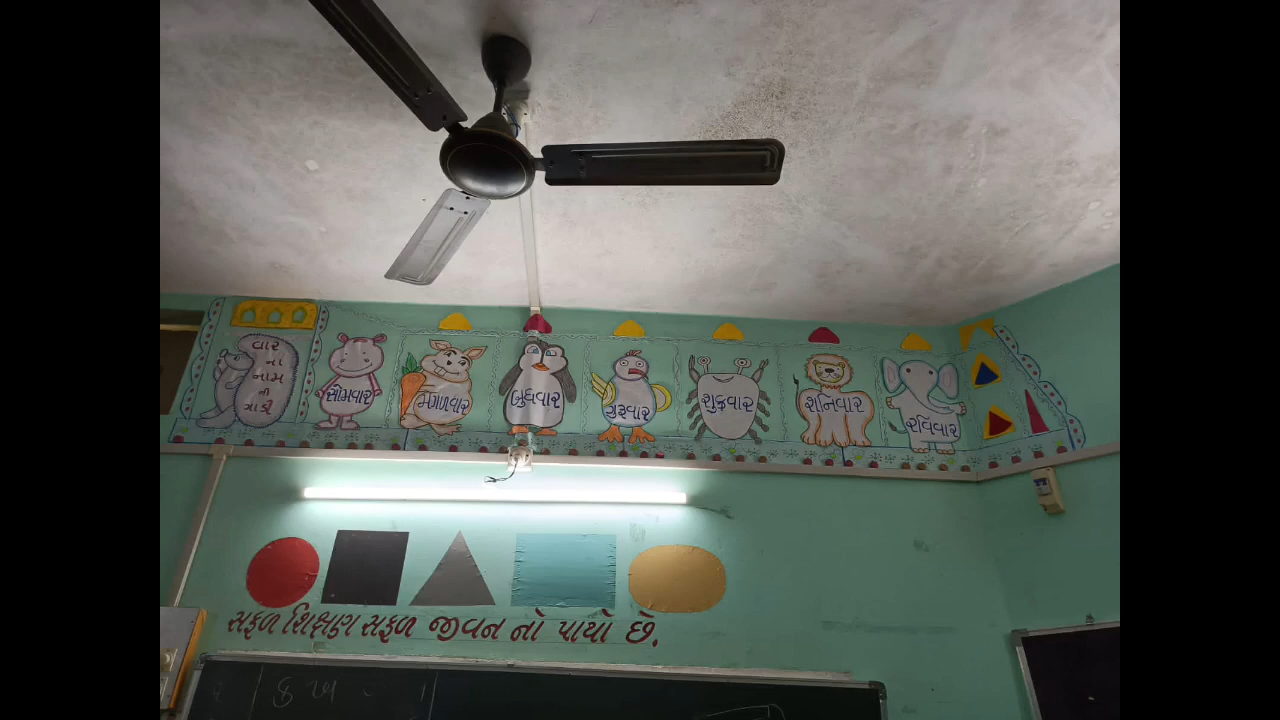 વાર
ના
નામ
ની
ગાડી
સોમવાર
મંગળવાર
બુધવાર
ગુરૂવાર
શુક્રવાર
શનિવાર
રવિવાર
સફળ શિક્ષણ સફળ જીવન નો પાયો છે.
ક ખ